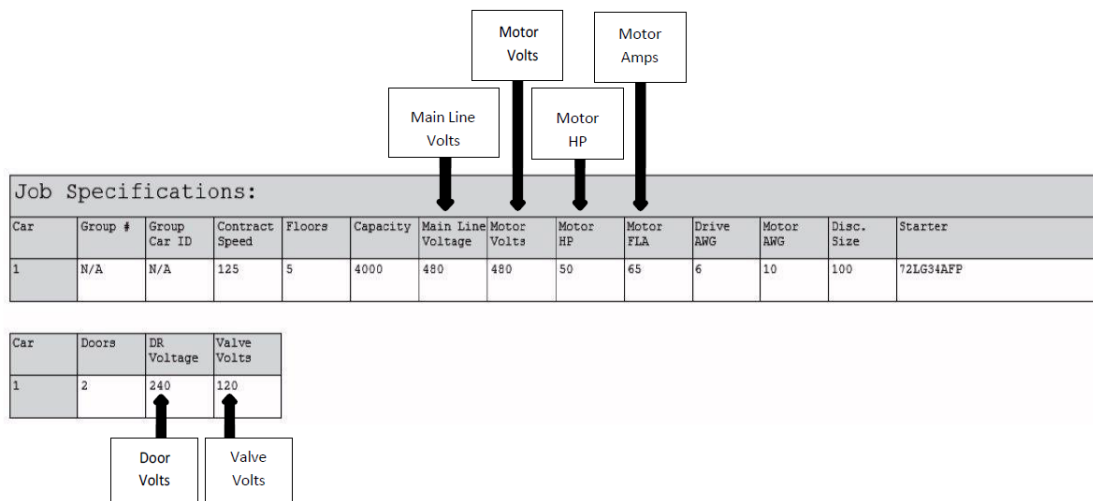 Motor
Volts
Motor
Amps
Main Line
Volts
Motor
HP
Job Specifications:
Car Group # Group Car ID Contract Speed Floors Capacity Main Line Voltage Motor Volts Motor HP Motor FLA Drive AWG Motor AWG Disc. Size Starter
1 N/A N/A 125 5 4000 480 480 50 65 6 10 100 72LG34AFP
Car Doors DR Voltage Valve Volts
1 2 240 120
Door
Volts
Valve
Volts